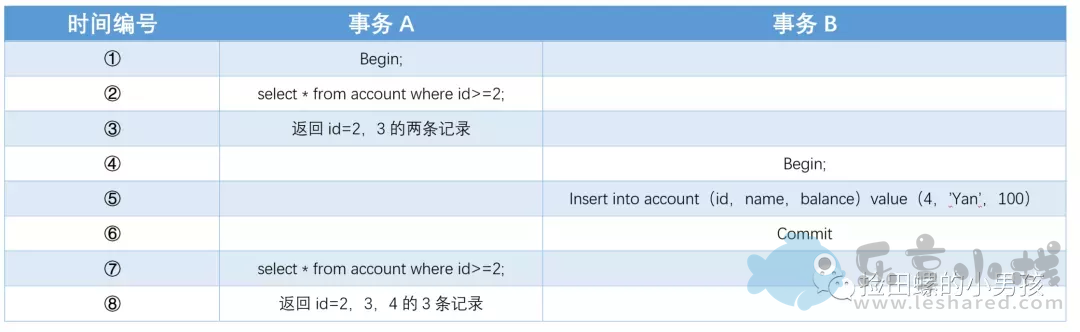 时间编号 事务 A 事务 B
① Begin;
② select * from account where id>=2;
③ 返回 id=2，3 的两条记录
④ Begin;
⑤ Insert into account（id，name，balance）value（4，'Yan'，100）
⑥ Commit
⑦ select * from account where id>=2;
⑧ 返回 id=2，3，4 的 3 条记录
乐享小栈
捡田螺的小男孩
www.leshared.com